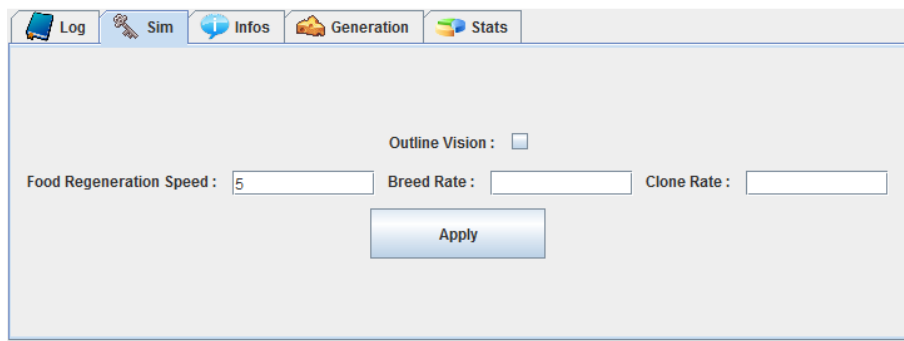 Log Sim Infos Generation Stats
Outline Vision :
Food Regeneration Speed : 5 Breed Rate : Clone Rate :
Apply